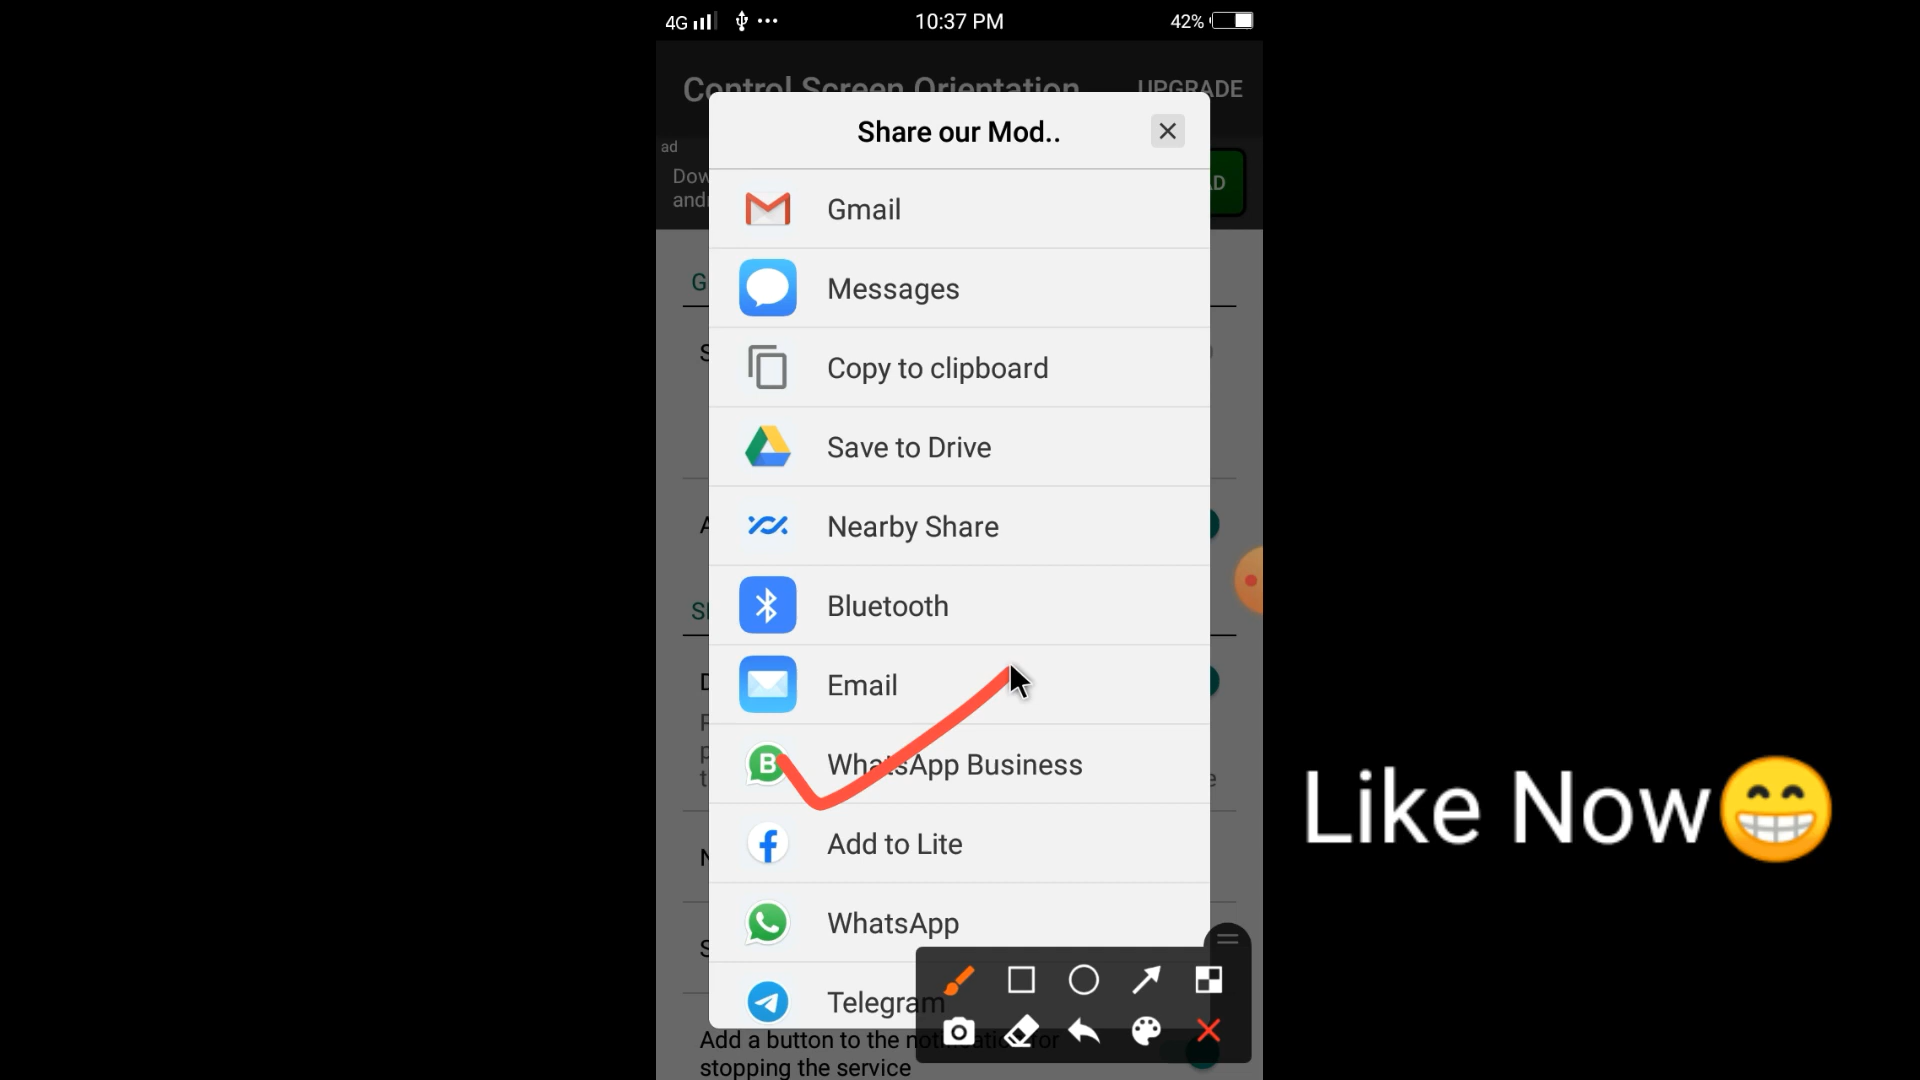 4G 10:37 PM 42%
Control Screen Orientation UPGRADE
Share our Mod..
ad
Gmail
Messages
Copy to clipboard
Save to Drive
Nearby Share
Bluetooth
Email
WhatsApp Business
Add to Lite
WhatsApp
Telegram
Add a button to the notification for
stopping the service
Like Now😁